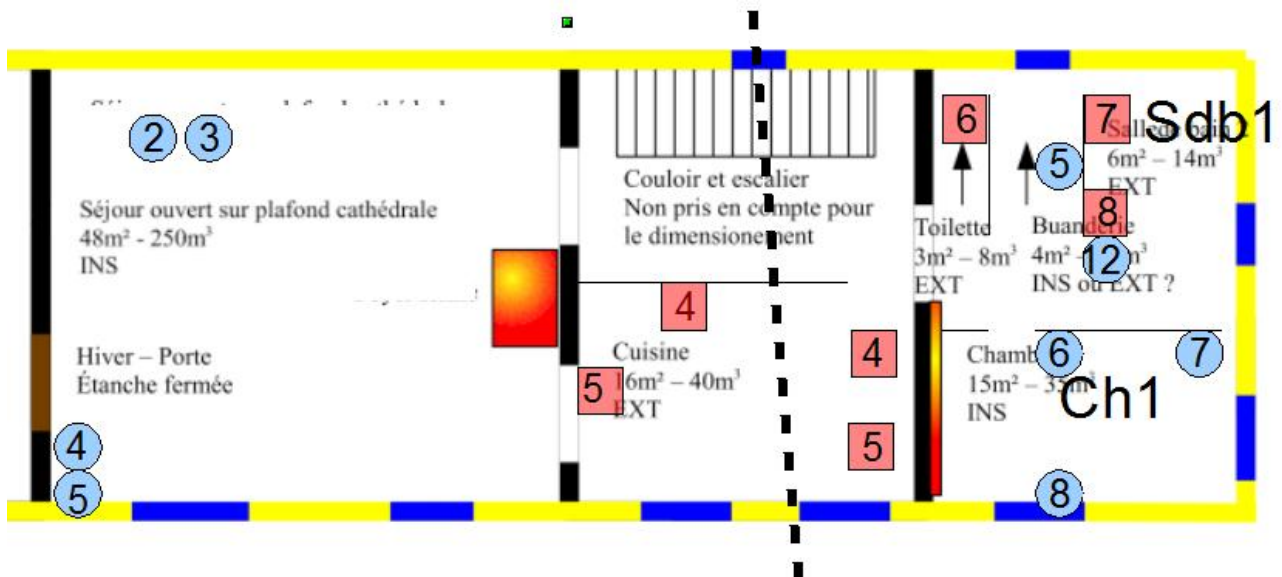 2
3
Séjour ouvert sur plafond cathédrale
48m² - 250m³
INS
Hiver – Porte
Étanche fermée
4
5
Couloir et escalier
Non pris en compte pour
le dimensionement
4
Cuisine
16m² – 40m³
EXT
5
4
5
6
7
Sdb1
5
6m² – 14m³
EXT
8
Toilette
3m² – 8m³
EXT
Buanderie
4m² –
12
INS ou EXT ?
6
7
15m² – 35m³
INS
Ch1
8